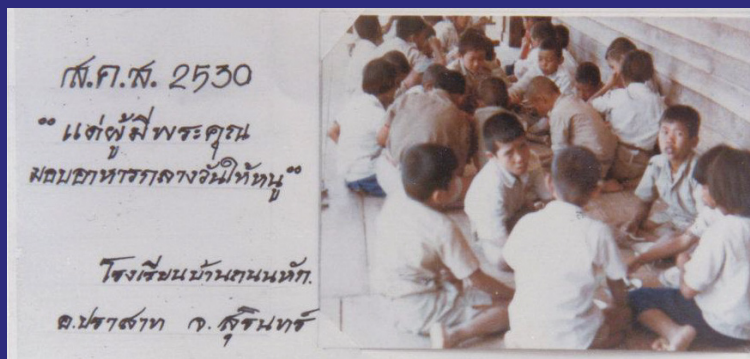 ส.ค.ส. 2530
"แด่ผู้มีพระคุณ
มอบอาหารกลางวันให้หนู"
โรงเรียนบ้านถนนหัก.
อ.ปราสาท จ.สุรินทร์